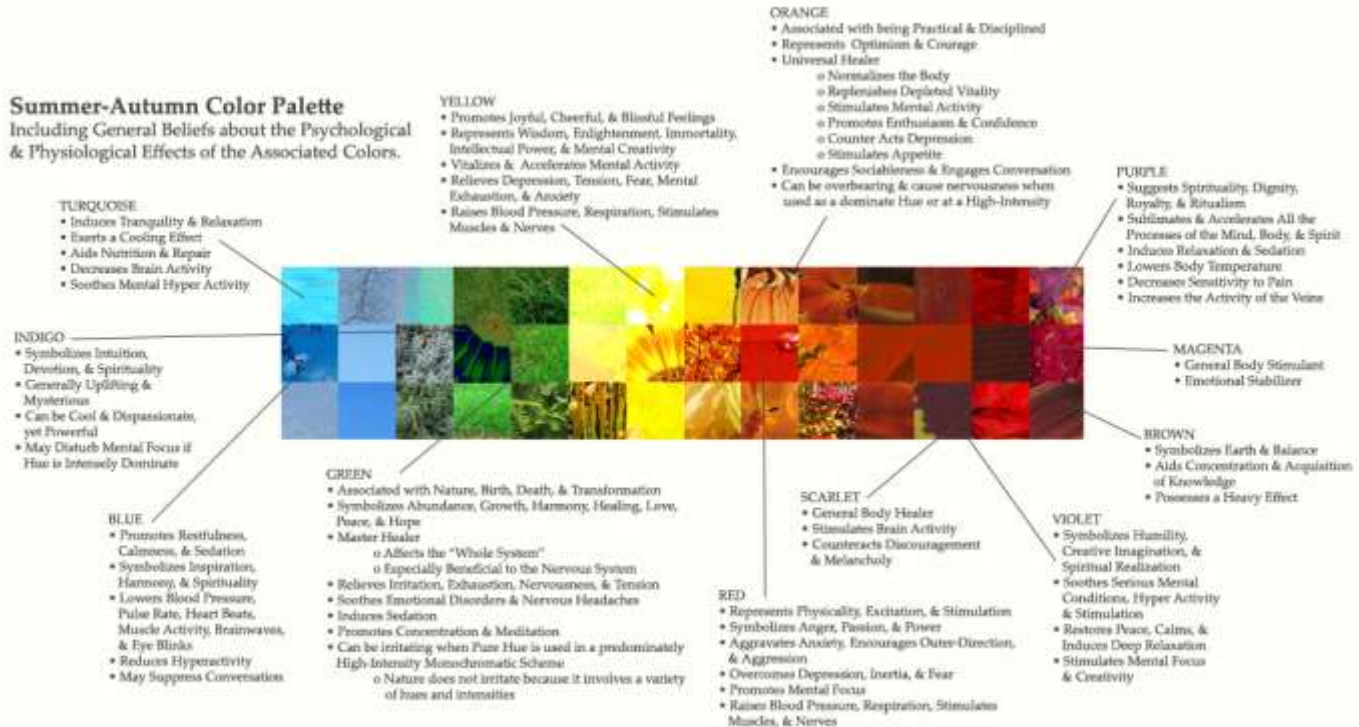 Summer-Autumn Color Palette
Including General Beliefs about the Psychological
& Physiological Effects of the Associated Colors.
TURQUOISE
• Induces Tranquility & Relaxation
• Exerts a Cooling Effect
• Aids Nutrition & Repair
• Decreases Brain Activity
• Soothes Mental Hyper Activity
YELLOW
• Promotes Joyful, Cheerful, & Blissful Feelings
• Represents Wisdom, Enlightenment, Immortality,
Intellectual Power, & Mental Creativity
• Vitalizes & Accelerates Mental Activity
• Relieves Depression, Tension, Fear, Mental
Exhaustion, & Anxiety
• Raises Blood Pressure, Respiration, Stimulates
Muscles & Nerves
ORANGE
• Associated with being Practical & Disciplined
• Represents Optimism & Courage
• Universal Healer
o Normalizes the Body
o Replenishes Depleted Vitality
o Stimulates Mental Activity
o Promotes Enthusiasm & Confidence
o Counter Acts Depression
o Stimulates Appetite
• Encourages Sociableness & Engages Conversation
• Can be overbearing & cause nervousness when
used as a dominate Hue or at a High-Intensity
PURPLE
• Suggests Spirituality, Dignity,
Royalty, & Ritualism
• Sublimates & Accelerates All the
Processes of the Mind, Body, & Spirit
• Induces Relaxation & Sedation
• Lowers Body Temperature
• Decreases Sensitivity to Pain
• Increases the Activity of the Veins
INDIGO
• Symbolizes Intuition,
Devotion, & Spirituality
• Generally Uplifting &
Mysterious
• Can be Cool & Dispassionate,
yet Powerful
• May Disturb Mental Focus if
Hue is Intensely Dominate
MAGENTA
• General Body Stimulant
• Emotional Stabilizer
BROWN
• Symbolizes Earth & Balance
• Aids Concentration & Acquisition
of Knowledge
• Possesses a Heavy Effect
BLUE
• Promotes Restfulness,
Calmness, & Sedation
• Symbolizes Inspiration,
Harmony, & Spirituality
• Lowers Blood Pressure,
Pulse Rate, Heart Beats,
Muscle Activity, Brainwaves,
& Eye Blinks
• Reduces Hyperactivity
• May Suppress Conversation
GREEN
• Associated with Nature, Birth, Death, & Transformation
• Symbolizes Abundance, Growth, Harmony, Healing, Love,
Peace, & Hope
• Master Healer
o Affects the "Whole System"
o Especially Beneficial to the Nervous System
• Relieves Irritation, Exhaustion, Nervousness, & Tension
• Soothes Emotional Disorders & Nervous Headaches
• Induces Sedation
• Promotes Concentration & Meditation
• Can be irritating when Pure Hue is used in a predominately
High-Intensity Monochromatic Scheme
o Nature does not irritate because it involves a variety
of hues and intensities
SCARLET
• General Body Healer
• Stimulates Brain Activity
• Counteracts Discouragement
& Melancholy
RED
• Represents Physicality, Excitation, & Stimulation
• Symbolizes Anger, Passion, & Power
• Aggravates Anxiety, Encourages Outer-Direction,
& Aggression
• Overcomes Depression, Inertia, & Fear
• Promotes Mental Focus
• Raises Blood Pressure, Respiration, Stimulates
Muscles, & Nerves
VIOLET
• Symbolizes Humility,
Creative Imagination, &
Spiritual Realization
• Soothes Serious Mental
Conditions, Hyper Activity
& Stimulation
• Restores Peace, Calms, &
Induces Deep Relaxation
• Stimulates Mental Focus
& Creativity